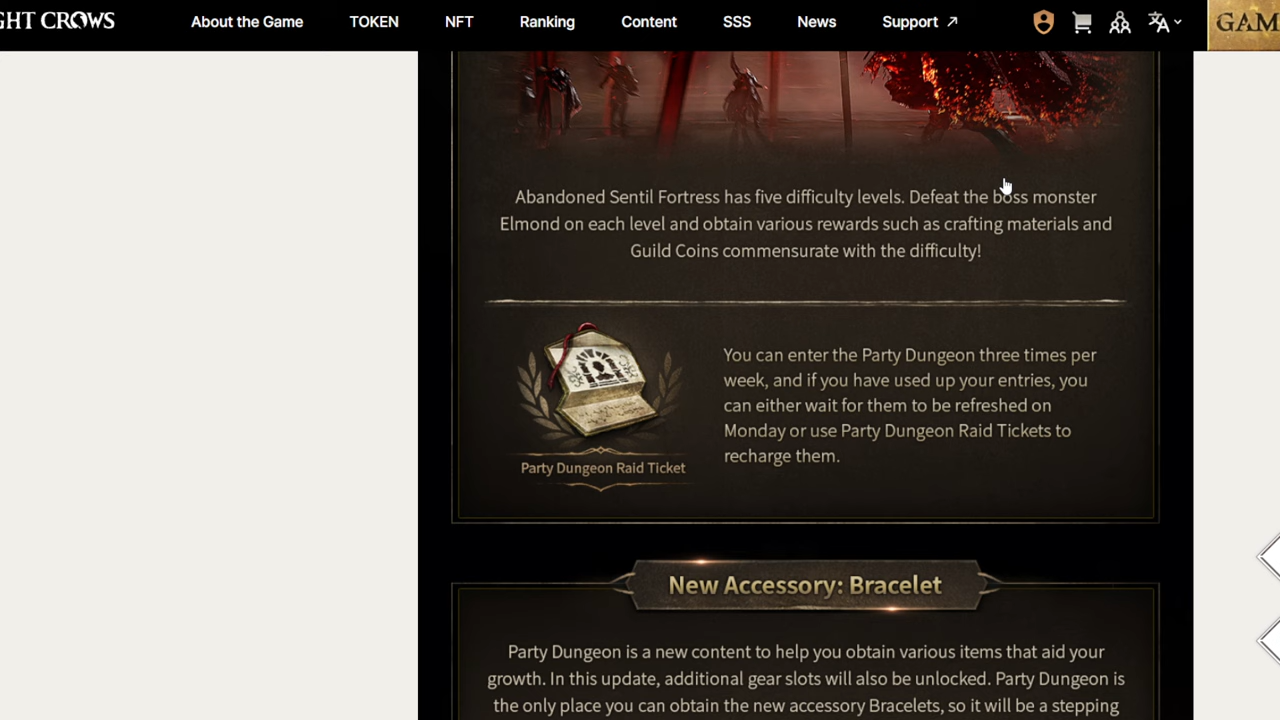 GHT CROWS
About the Game TOKEN NFT Ranking Content SSS News Support GAM
Abandoned Sentil Fortress has five difficulty levels. Defeat the boss monster
Elmond on each level and obtain various rewards such as crafting materials and
Guild Coins commensurate with the difficulty!
You can enter the Party Dungeon three times per
week, and if you have used up your entries, you
can either wait for them to be refreshed on
Monday or use Party Dungeon Raid Tickets to
recharge them.
Party Dungeon Raid Ticket
New Accessory: Bracelet
Party Dungeon is a new content to help you obtain various items that aid your
growth. In this update, additional gear slots will also be unlocked. Party Dungeon is
the only place you can obtain the new accessory Bracelets, so it will be a stepping